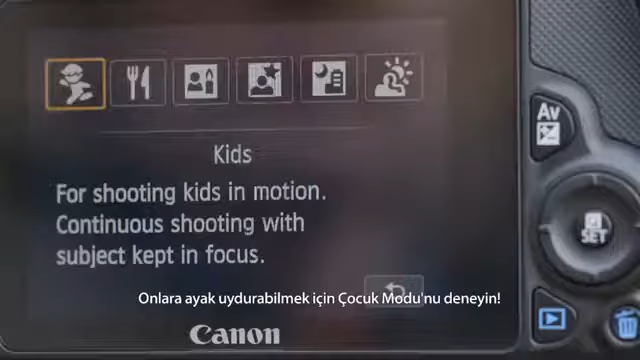 Av
Kids
For shooting kids in motion.
Continuous shooting with
subject kept in focus.
SET
Onlara ayak uydurabilmek için Çocuk Modu'nu deneyin!
Canon